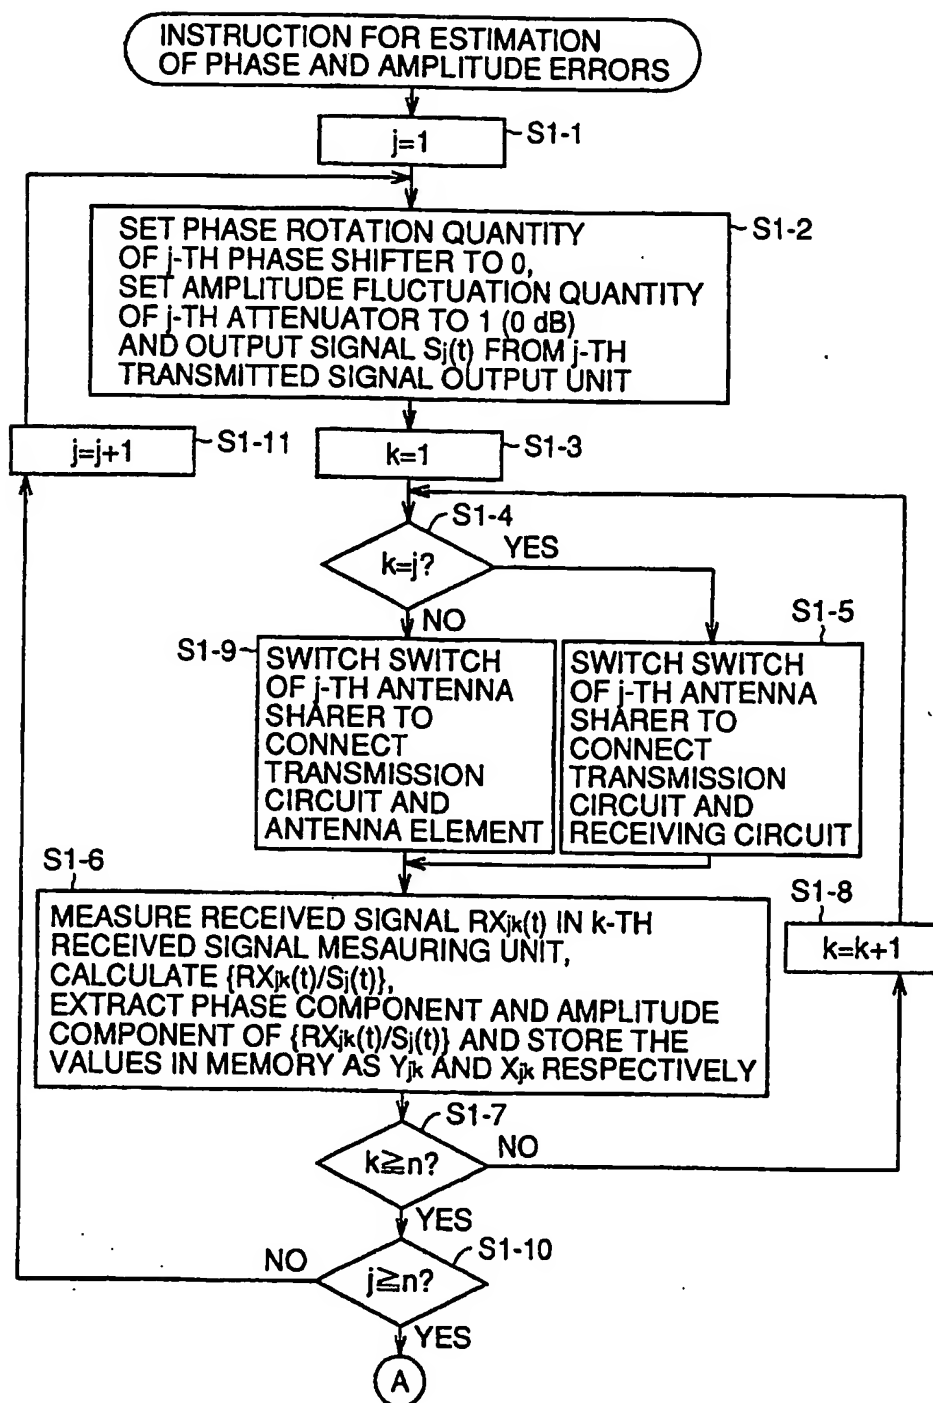 INSTRUCTION FOR ESTIMATION
OF PHASE AND AMPLITUDE ERRORS
j=1
S1-1
SET PHASE ROTATION QUANTITY
OF j-TH PHASE SHIFTER TO 0,
SET AMPLITUDE FLUCTUATION QUANTITY
OF j-TH ATTENUATOR TO 1 (0 dB)
AND OUTPUT SIGNAL Sj(t) FROM j-TH
TRANSMITTED SIGNAL OUTPUT UNIT
S1-2
j=j+1
S1-11
k=1
S1-3
S1-4
k=j?
YES
NO
S1-9
SWITCH SWITCH
OF j-TH ANTENNA
SHARER TO
CONNECT
TRANSMISSION
CIRCUIT AND
ANTENNA ELEMENT
S1-5
SWITCH SWITCH
OF j-TH ANTENNA
SHARER TO
CONNECT
TRANSMISSION
CIRCUIT AND
RECEIVING CIRCUIT
S1-6
MEASURE RECEIVED SIGNAL RXjk(t) IN k-TH
RECEIVED SIGNAL MESAURING UNIT,
CALCULATE {RXjk(t)/Sj(t)},
EXTRACT PHASE COMPONENT AND AMPLITUDE
COMPONENT OF {RXjk(t)/Sj(t)} AND STORE THE
VALUES IN MEMORY AS Yjk AND Xjk RESPECTIVELY
S1-8
k=k+1
S1-7
k≧n?
NO
YES
S1-10
j≧n?
NO
YES
A